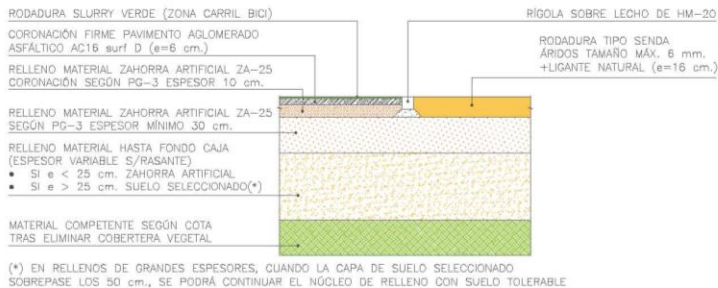 RODADURA SLURRY VERDE (ZONA CARRIL BICI)
CORONACIÓN FIRME PAVIMENTO AGLOMERADO
ASFÁLTICO AC16 surf D (e=6 cm.)
RELLENO MATERIAL ZAHORRA ARTIFICIAL ZA-25
CORONACIÓN SEGÚN PG-3 ESPESOR 10 cm.
RELLENO MATERIAL ZAHORRA ARTIFICIAL ZA-25
SEGÚN PG-3 ESPESOR MÍNIMO 30 cm.
RELLENO MATERIAL HASTA FONDO CAJA
(ESPESOR VARIABLE S/RASANTE)
• SI e < 25 cm. ZAHORRA ARTIFICIAL
• SI e > 25 cm. SUELO SELECCIONADO(*)
MATERIAL COMPETENTE SEGÚN COTA
TRAS ELIMINAR COBERTERA VEGETAL
RÍGOLA SOBRE LECHO DE HM-20
RODADURA TIPO SENDA
ÁRIDOS TAMAÑO MÁX. 6 mm.
+LIGANTE NATURAL (e=16 cm.)
(*) EN RELLENOS DE GRANDES ESPESORES, CUANDO LA CAPA DE SUELO SELECCIONADO
SOBREPASE LOS 50 cm., SE PODRÁ CONTINUAR EL NÚCLEO DE RELLENO CON SUELO TOLERABLE